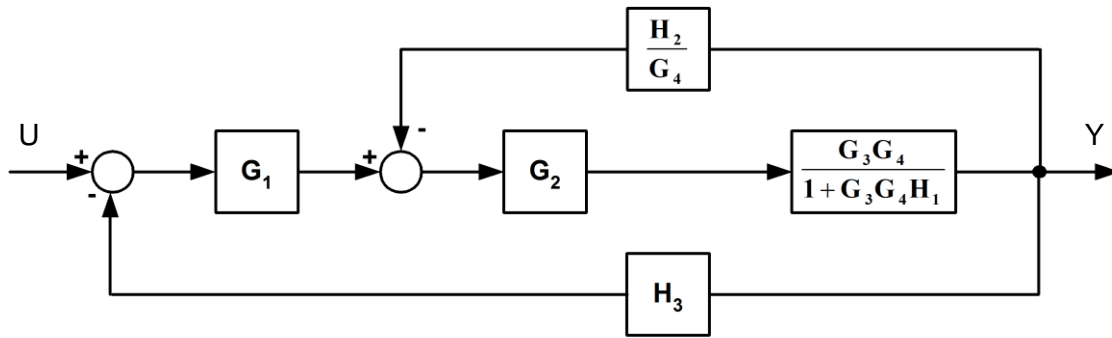 H₂
G₄
U
+
-
G₁
+
-
G₂
G₃G₄
1 + G₃G₄H₁
Y
H₃